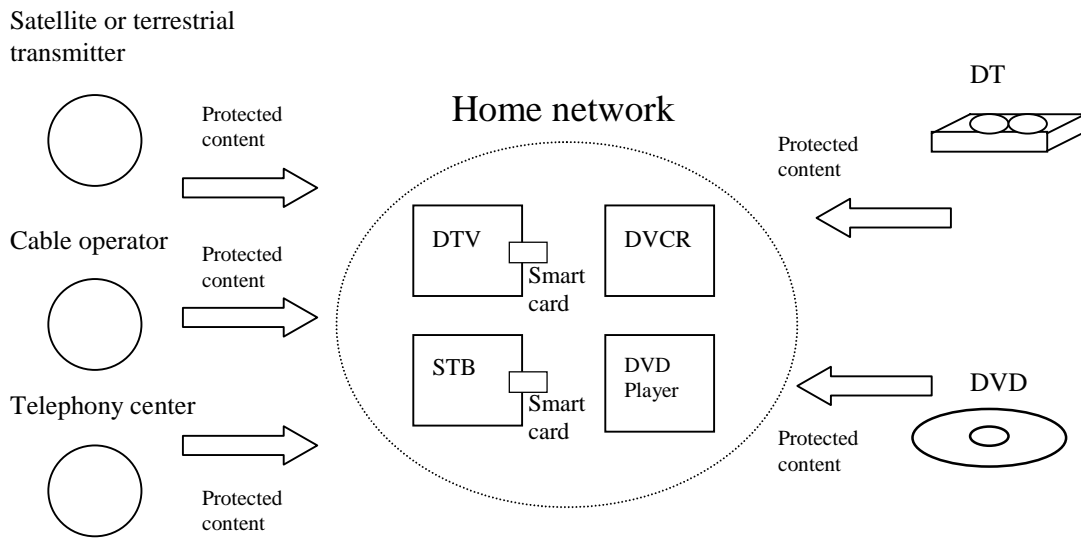 Satellite or terrestrial
transmitter
Protected
content
Cable operator
Protected
content
Telephony center
Protected
content
Home network
DTV
Smart
card
DVCR
STB
Smart
card
DVD
Player
DT
Protected
content
DVD
Protected
content